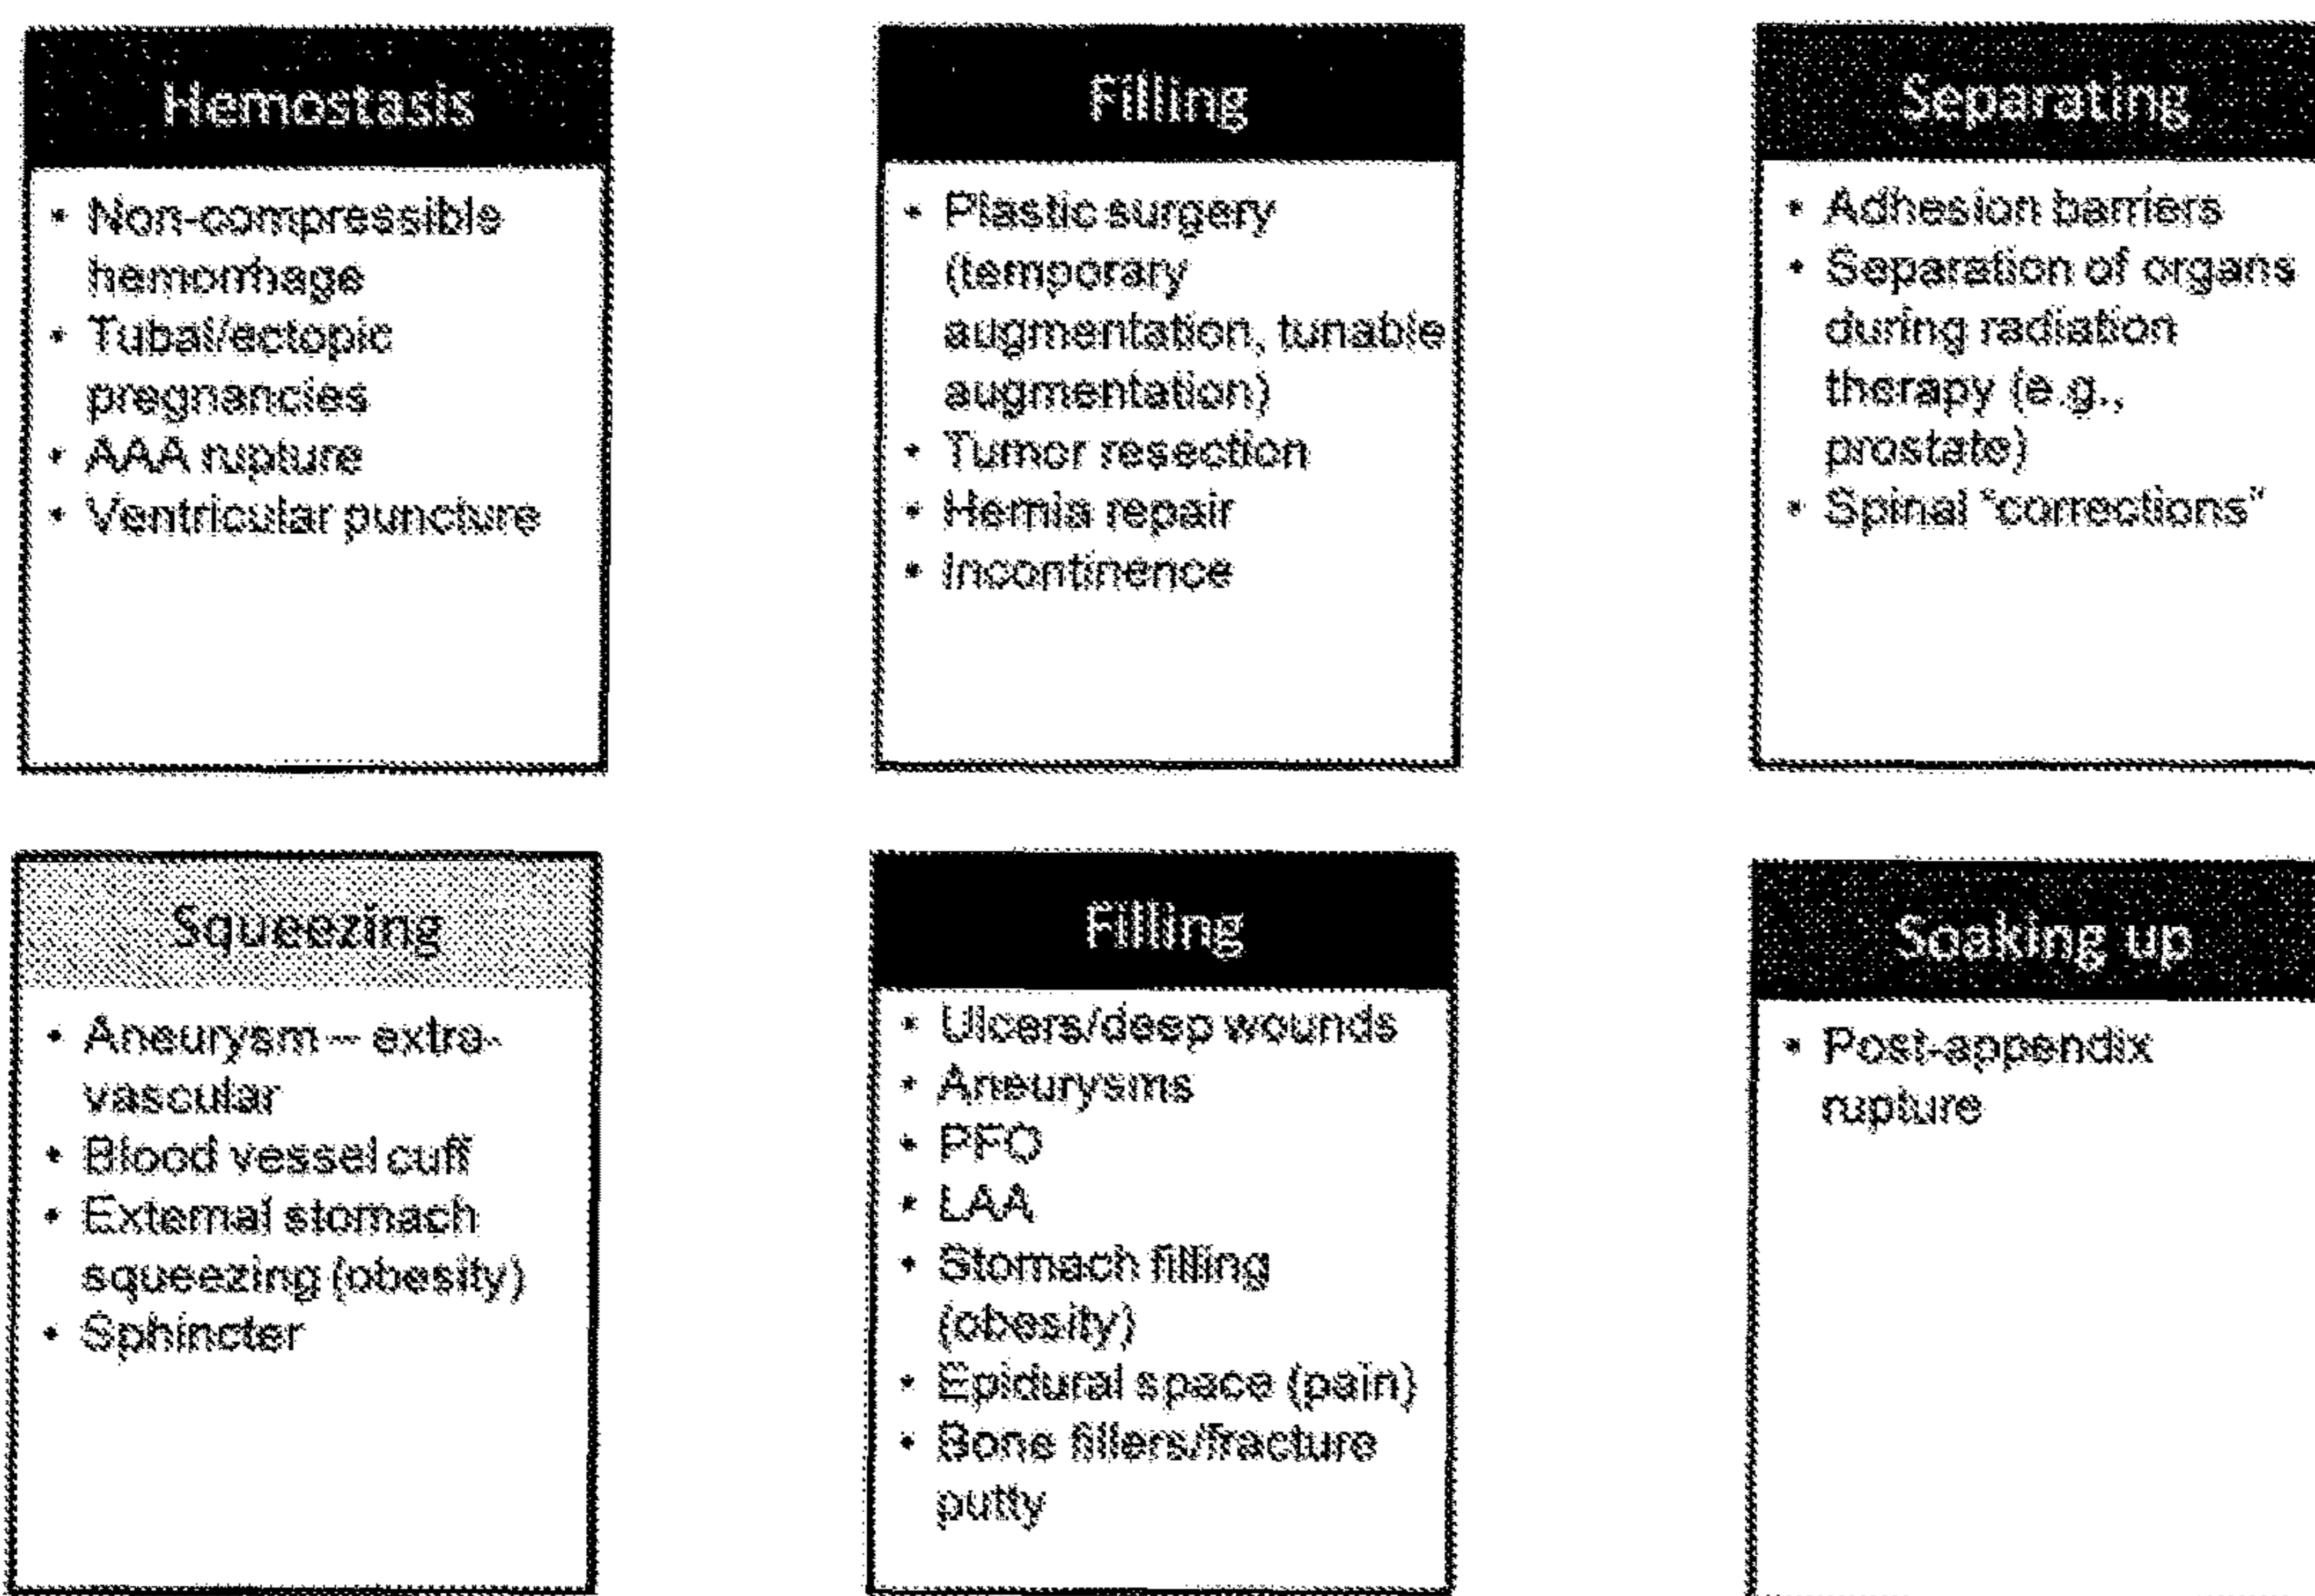 Hemostasis
• Non-compressible
hemorrhage
• Tubal/ectopic
pregnancies
• AAA rupture
• Ventricular puncture
Filling
• Plastic surgery
(temporary
augmentation, tunable
augmentation)
• Tumor resection
• Hernia repair
• Incontinence
Separating
• Adhesion barriers
• Separation of organs
during radiation
therapy (e.g.,
prostate)
• Spinal "corrections"
Squeezing
• Aneurysm – extra-
vascular
• Blood vessel cuff
• External stomach
squeezing (obesity)
• Sphincter
Filling
• Ulcers/deep wounds
• Aneurysms
• PFO
• LAA
• Stomach filling
(obesity)
• Epidural space (pain)
• Bone fillers/fracture
putty
Soaking up
• Post-appendix
rupture